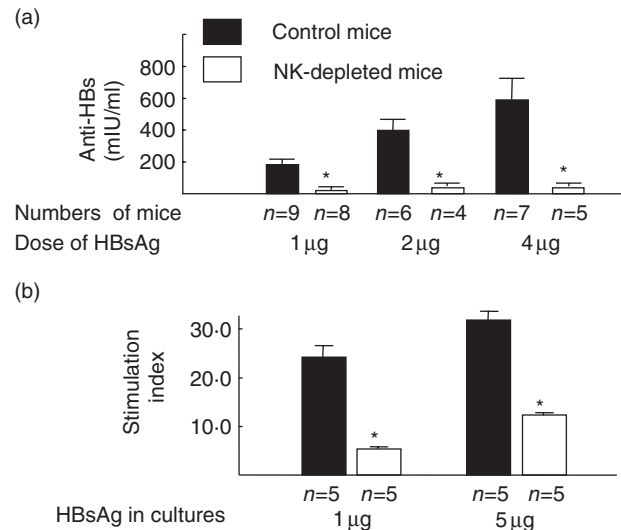 (a)
Control mice
NK-depleted mice
Anti-HBs
(mIU/ml)
800
600
400
200
* * *
Numbers of mice n=9 n=8 n=6 n=4 n=7 n=5
Dose of HBsAg 1 µg 2 µg 4 µg
(b)
Stimulation
index
30·0
20·0
10·0
* *
n=5 n=5 n=5 n=5
HBsAg in cultures 1 µg 5 µg